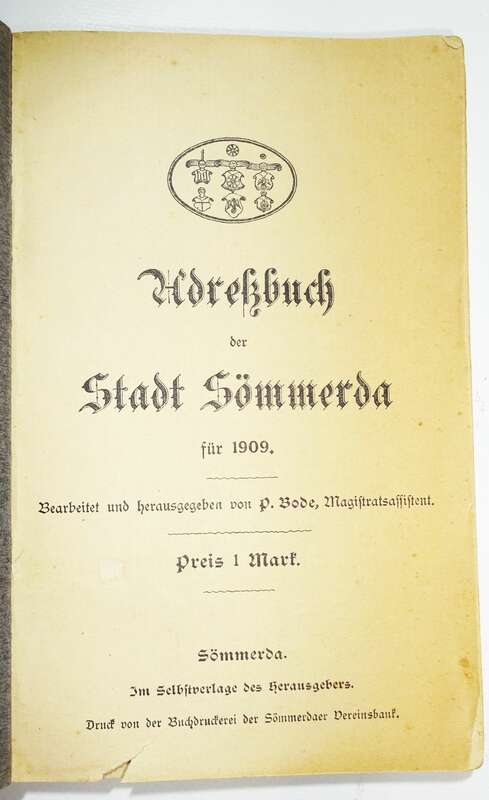 Adreßbuch
der
Stadt Sömmerda
für 1909.
Bearbeitet und herausgegeben von P. Bode, Magistratsassistent.
Preis 1 Mark.
Sömmerda.
Im Selbstverlage des Herausgebers.
Druck von der Buchdruckerei der Sömmerdaer Vereinsbank.